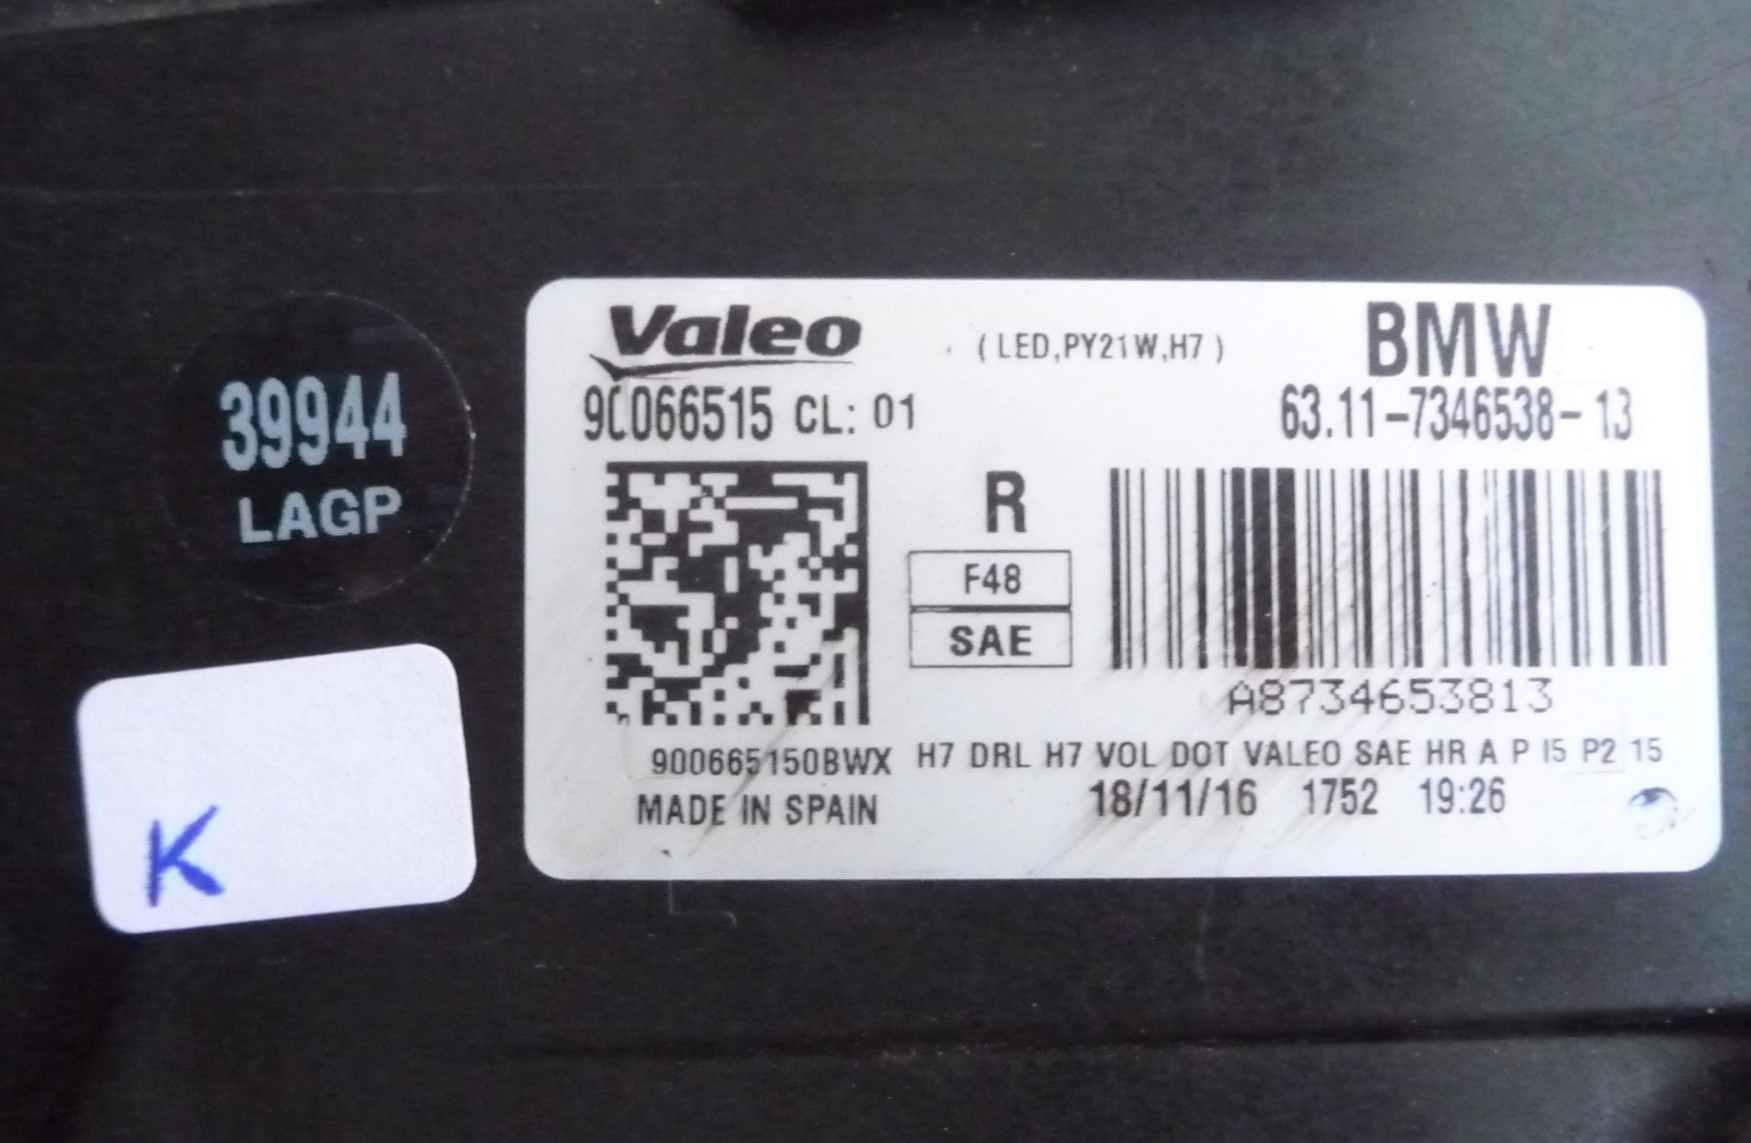 Valeo
( LED,PY21W,H7 )
BMW
90066515 CL: 01
63.11-7346538-13
39944
LAGP
R
F48
SAE
A8734653813
900665150BWX H7 DRL H7 VOL DOT VALEO SAE HR A P I5 P2 15
MADE IN SPAIN
18/11/16 1752 19:26
K